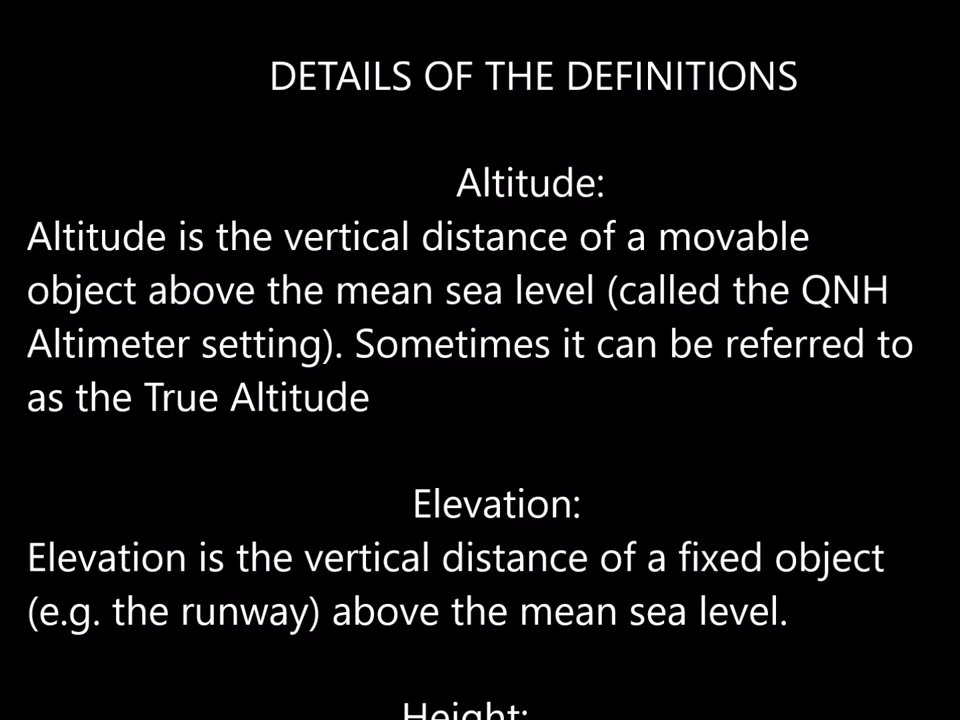 DETAILS OF THE DEFINITIONS
Altitude:
Altitude is the vertical distance of a movable
object above the mean sea level (called the QNH
Altimeter setting). Sometimes it can be referred to
as the True Altitude
Elevation:
Elevation is the vertical distance of a fixed object
(e.g. the runway) above the mean sea level.
Height: